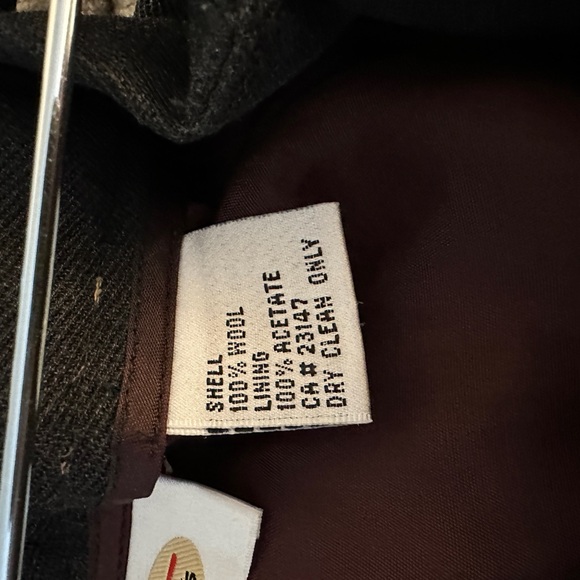 SHELL
100% WOOL
LINING
100% ACETATE
CA# 23147
DRY CLEAN ONLY